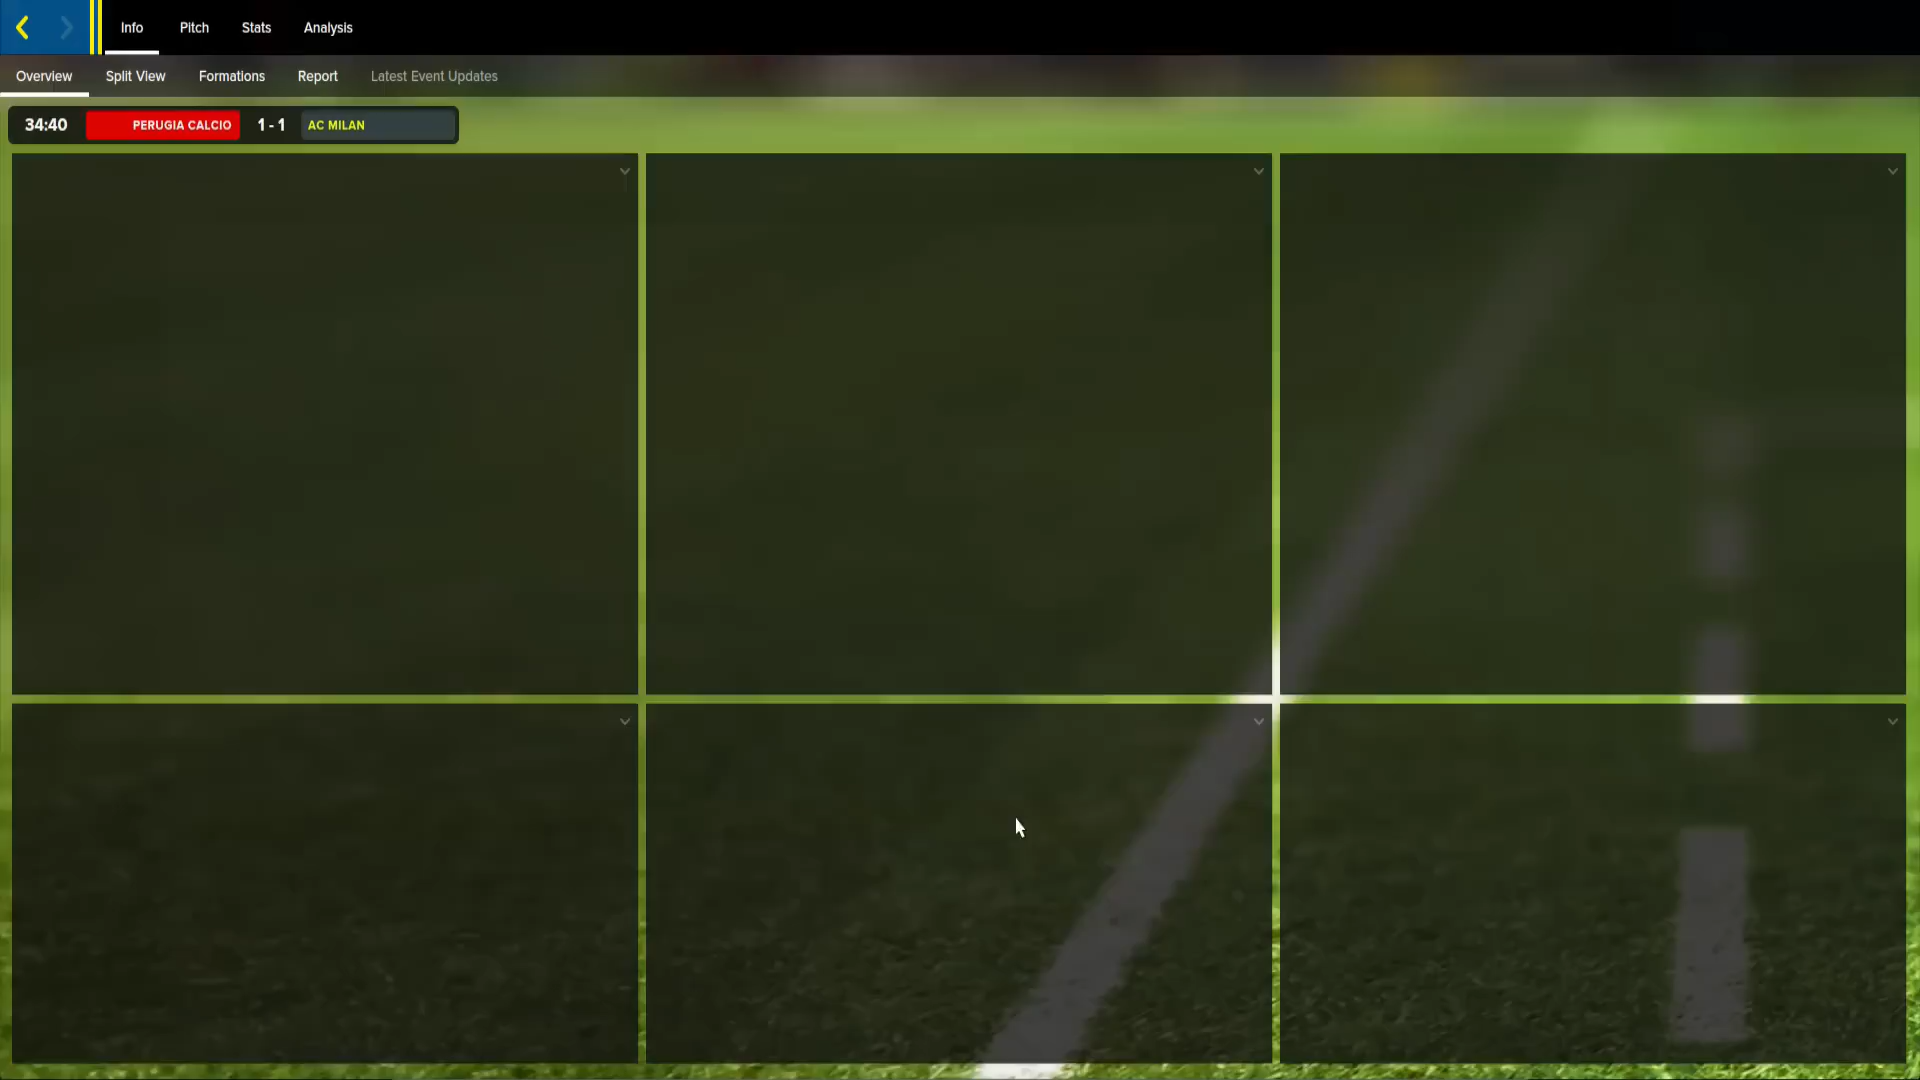 Info Pitch Stats Analysis
Overview Split View Formations Report Latest Event Updates
34:40 PERUGIA CALCIO 1 - 1 AC MILAN